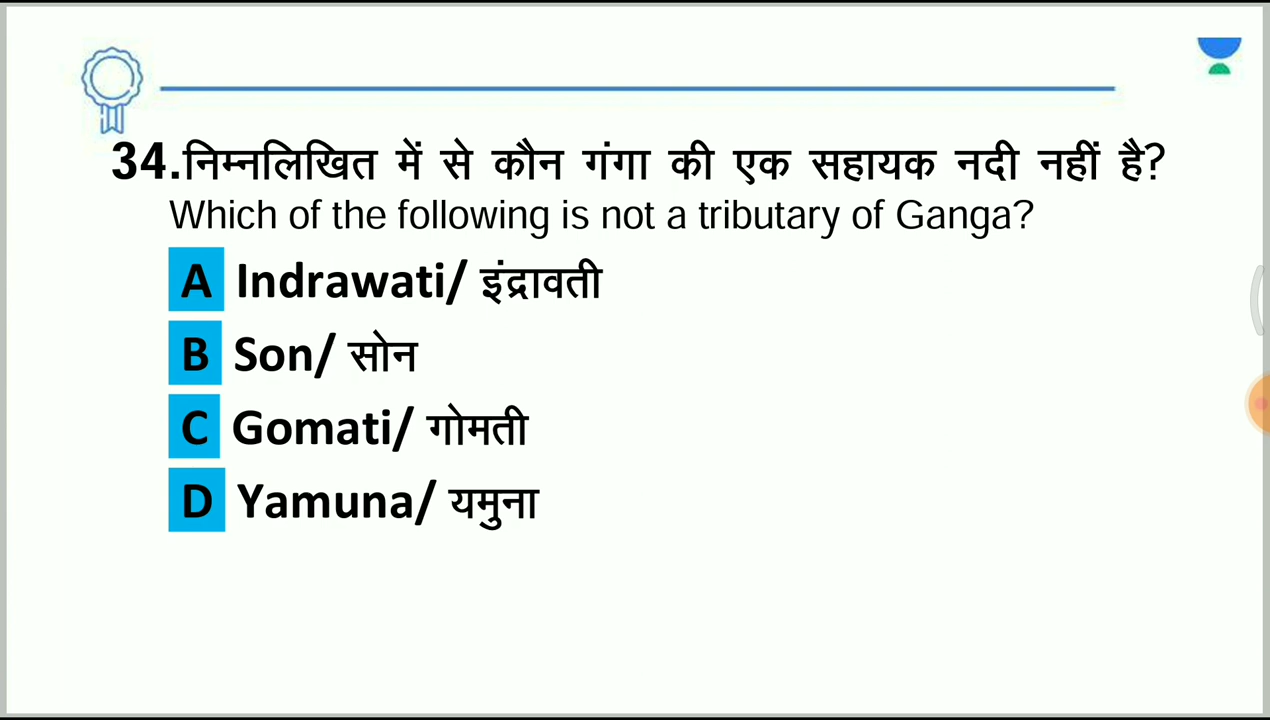 34.निम्नलिखित में से कौन गंगा की एक सहायक नदी नहीं है?
Which of the following is not a tributary of Ganga?
A Indrawati/ इंद्रावती
B Son/ सोन
C Gomati/ गोमती
D Yamuna/ यमुना